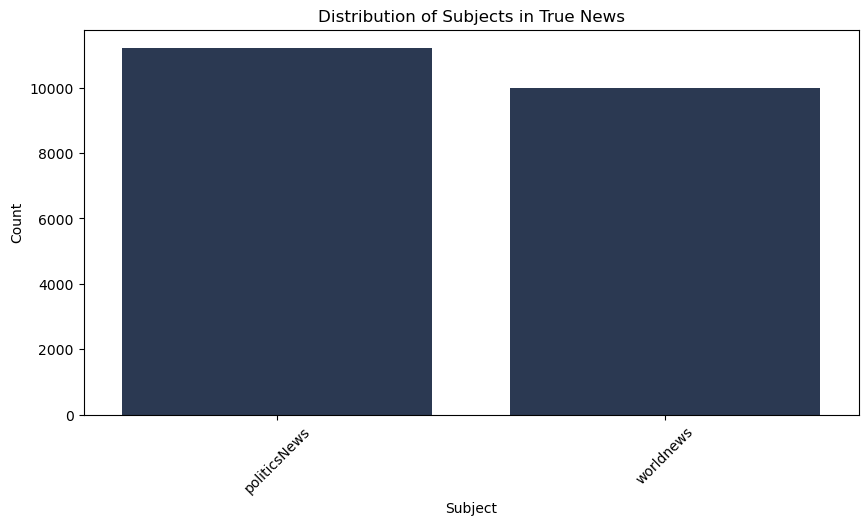 Distribution of Subjects in True News
Count
10000
8000
6000
4000
2000
0
politicsNews
worldnews
Subject